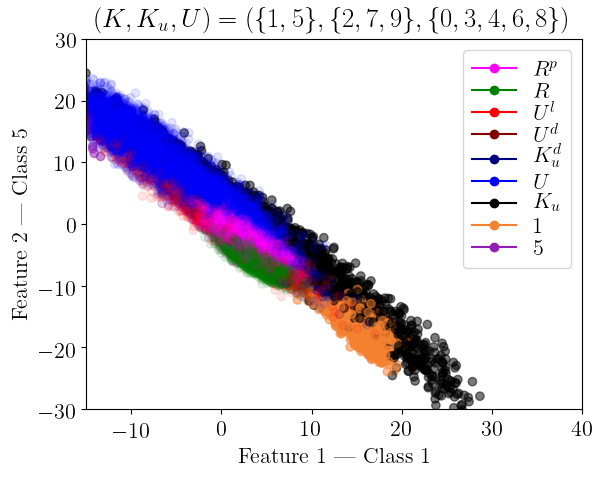 (K, K_u, U) = ({1, 5}, {2, 7, 9}, {0, 3, 4, 6, 8})
30
20
10
0
−10
−20
−30
Feature 2 — Class 5
R^p
R
U^l
U^d
K_u^d
U
K_u
1
5
−10
0
10
20
30
40
Feature 1 — Class 1